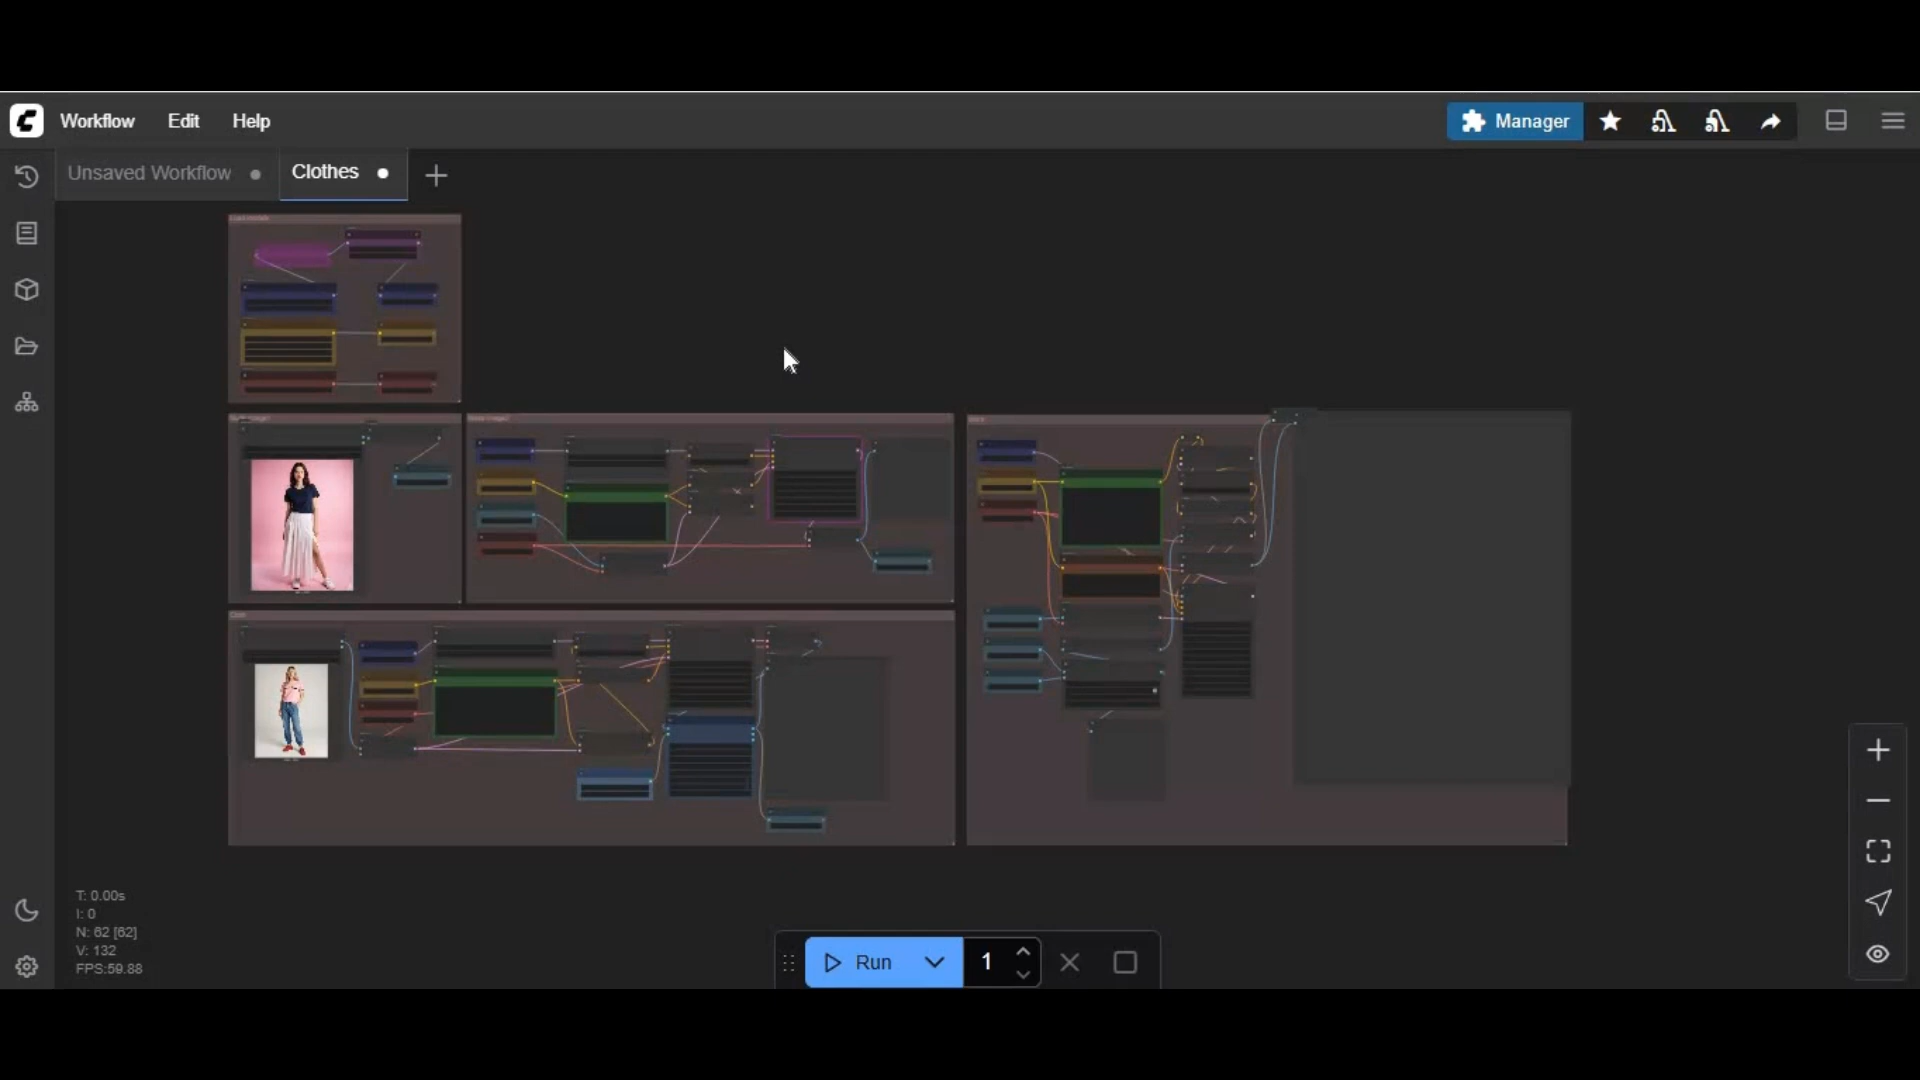 Workflow Edit Help
Manager
Unsaved Workflow
Clothes
T: 0.00s
I: 0
N: 62 [62]
V: 132
FPS:59.88
Run
1